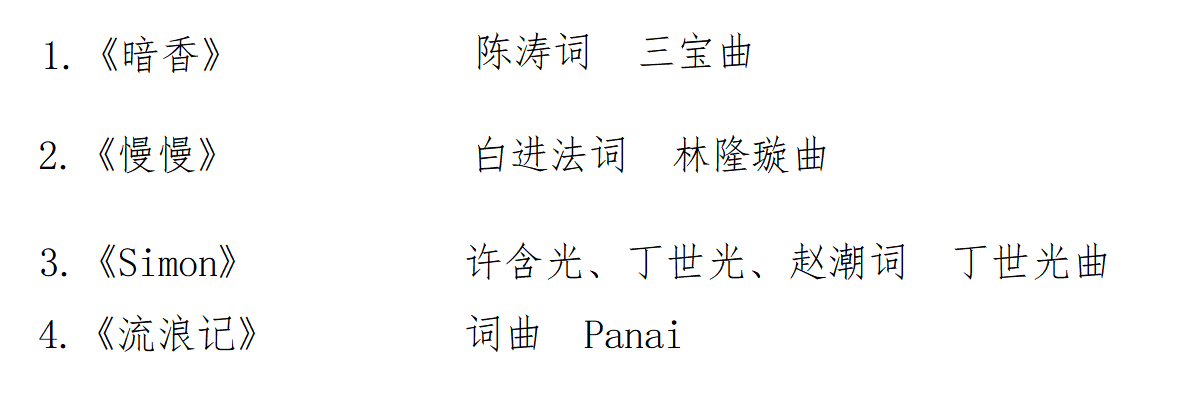 1.《暗香》 陈涛词 三宝曲
2.《慢慢》 白进法词 林隆璇曲
3.《Simon》 许含光、丁世光、赵潮词 丁世光曲
4.《流浪记》 词曲 Panai